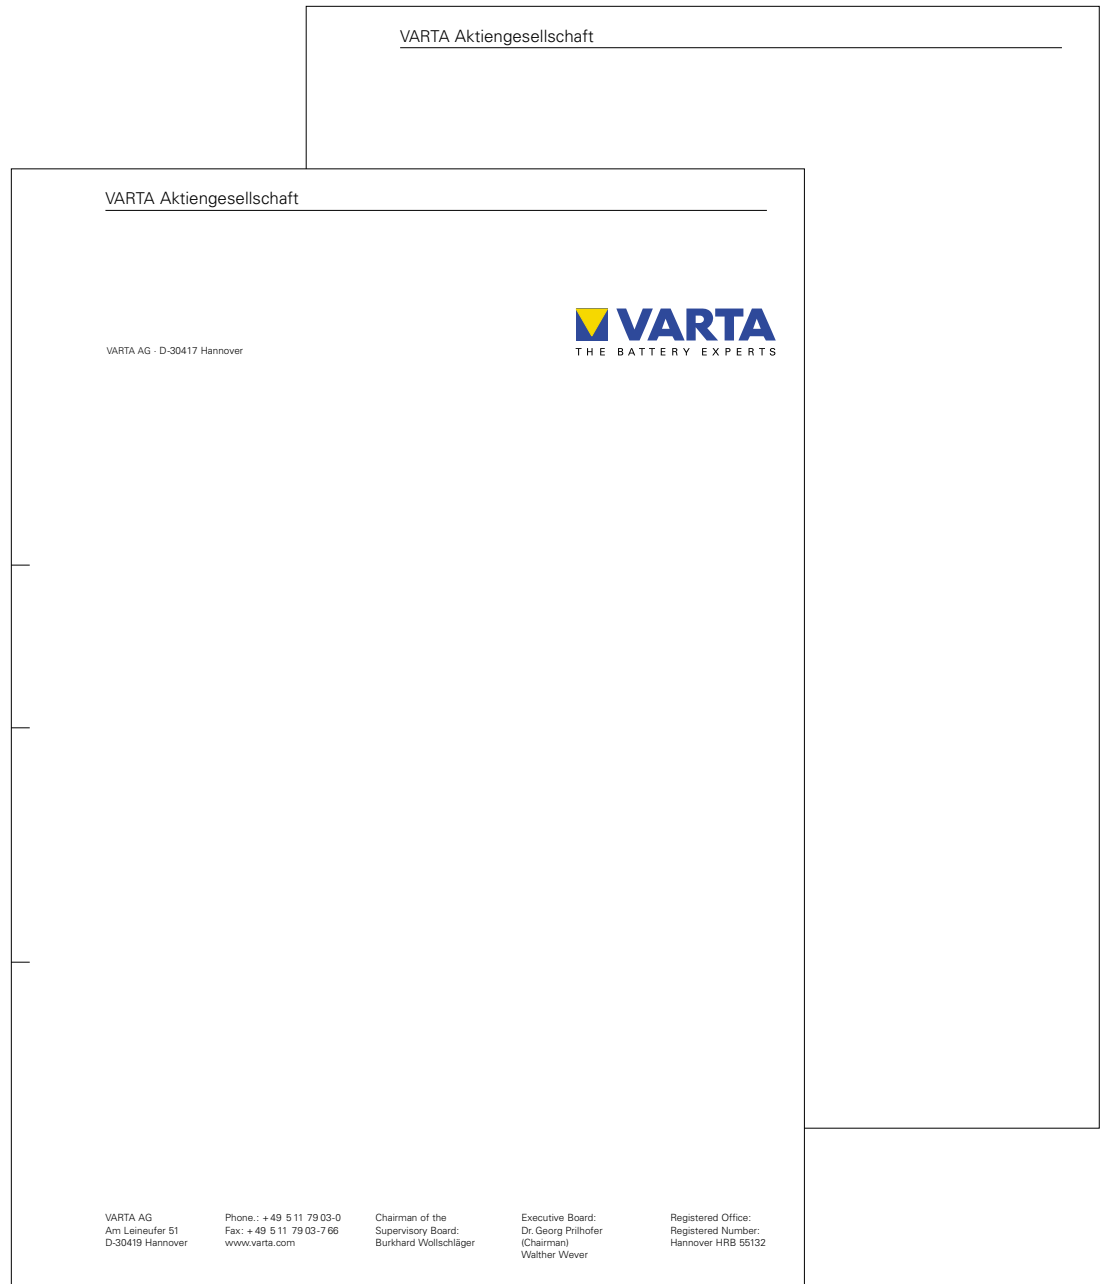 VARTA Aktiengesellschaft
VARTA Aktiengesellschaft
VARTA
THE BATTERY EXPERTS
VARTA AG · D-30417 Hannover
VARTA AG
Am Leineufer 51
D-30419 Hannover
Phone.: + 49 5 11 79 03-0
Fax: + 49 5 11 79 03-7 66
www.varta.com
Chairman of the
Supervisory Board:
Burkhard Wollschläger
Executive Board:
Dr. Georg Prilhofer
(Chairman)
Walther Wever
Registered Office:
Registered Number:
Hannover HRB 55132